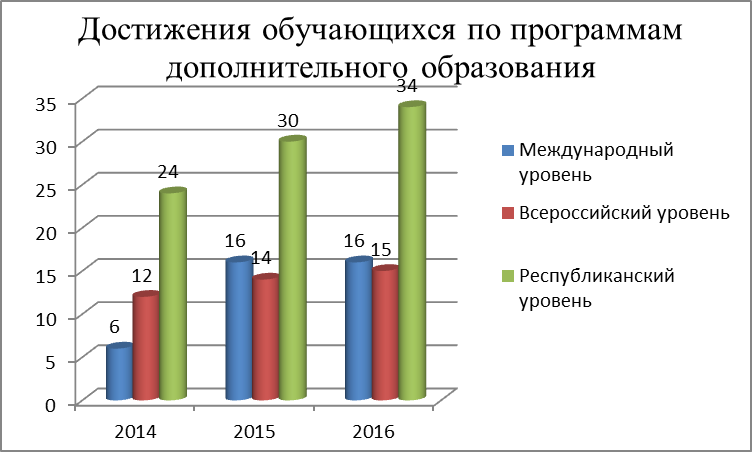 Достижения обучающихся по программам
дополнительного образования
35
30
25
20
15
10
5
0
6
12
24
16
14
30
16
15
34
2014
2015
2016
Международный
уровень
Всероссийский уровень
Республиканский
уровень